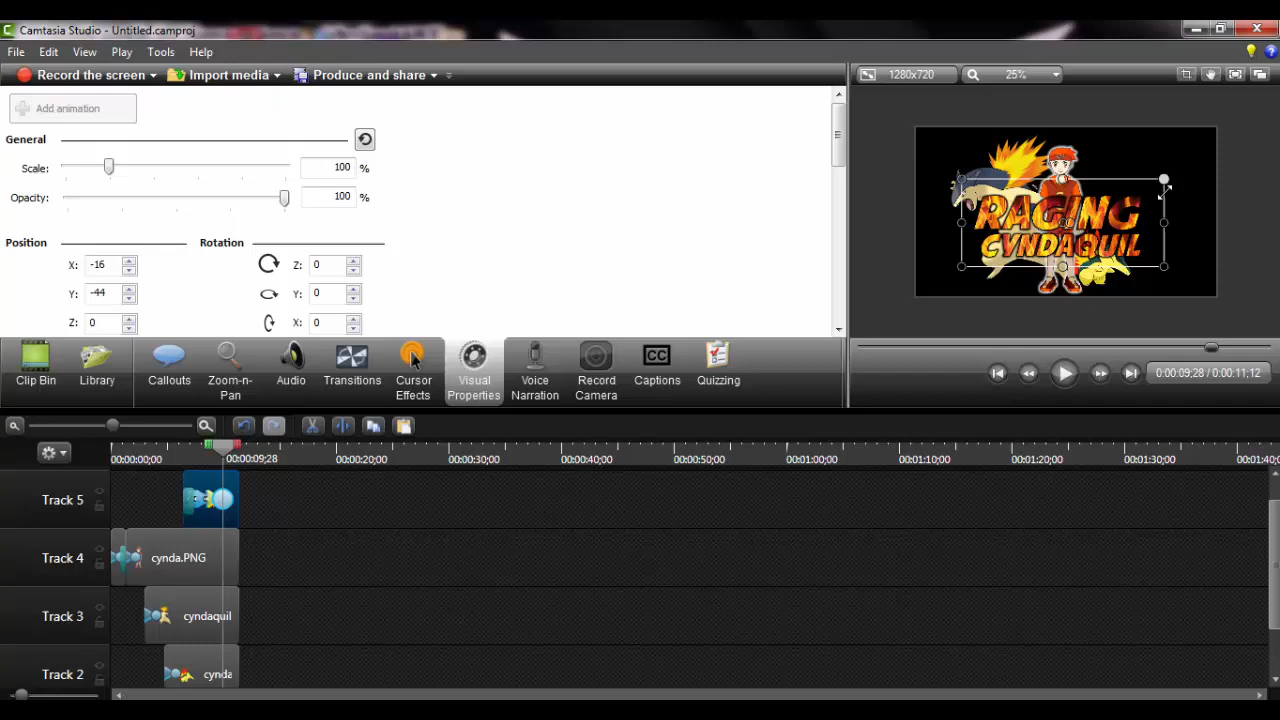 Camtasia Studio - Untitled.camproj
File Edit View Play Tools Help
Record the screen Import media Produce and share
1280x720 25%
Add animation
General
Scale: 100 %
Opacity: 100 %
Position Rotation
X: -16 Z: 0
Y: -44 Y: 0
Z: 0 X: 0
RAGING
CYNDAQUIL
Clip Bin
Library
Callouts
Zoom-n-
Pan
Audio
Transitions
Cursor
Effects
Visual
Properties
Voice
Narration
Record
Camera
CC
Captions
Quizzing
0:00:09;28 / 0:00:11;12
00:00:00;00 00:00:09;28 00:00:20;00 00:00:30;00 00:00:40;00 00:00:50;00 00:01:00;00 00:01:10;00 00:01:20;00 00:01:30;00 00:01:40;0
Track 5
Track 4 cynda.PNG
Track 3 cyndaquil
Track 2 cynda